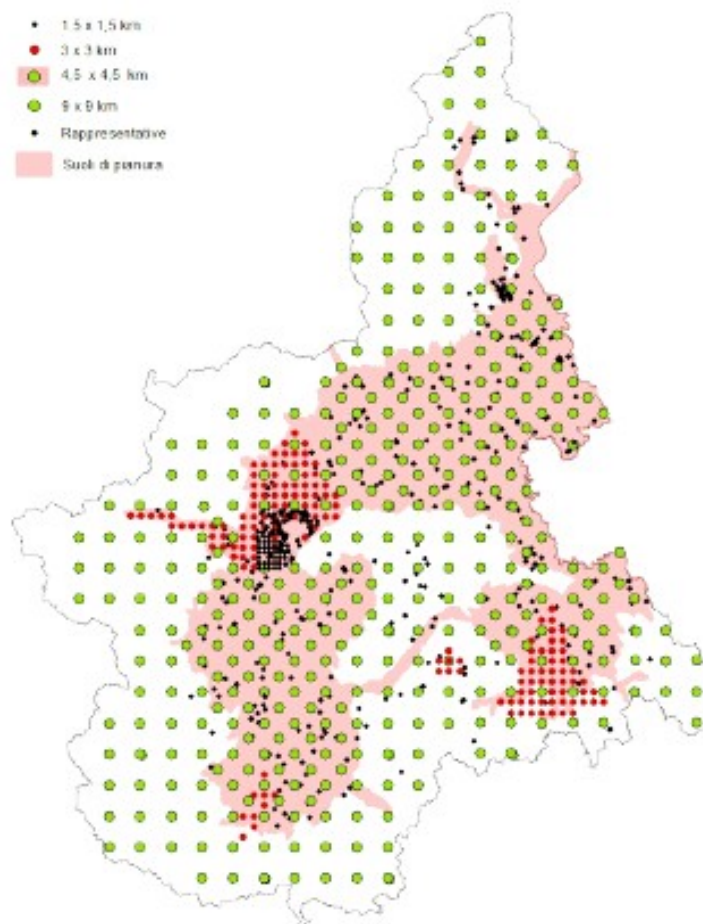 1.5 x 1,5 km
3 x 3 km
4,5 x 4,5 km
9 x 9 km
Rappresentative
Suoli di pianura